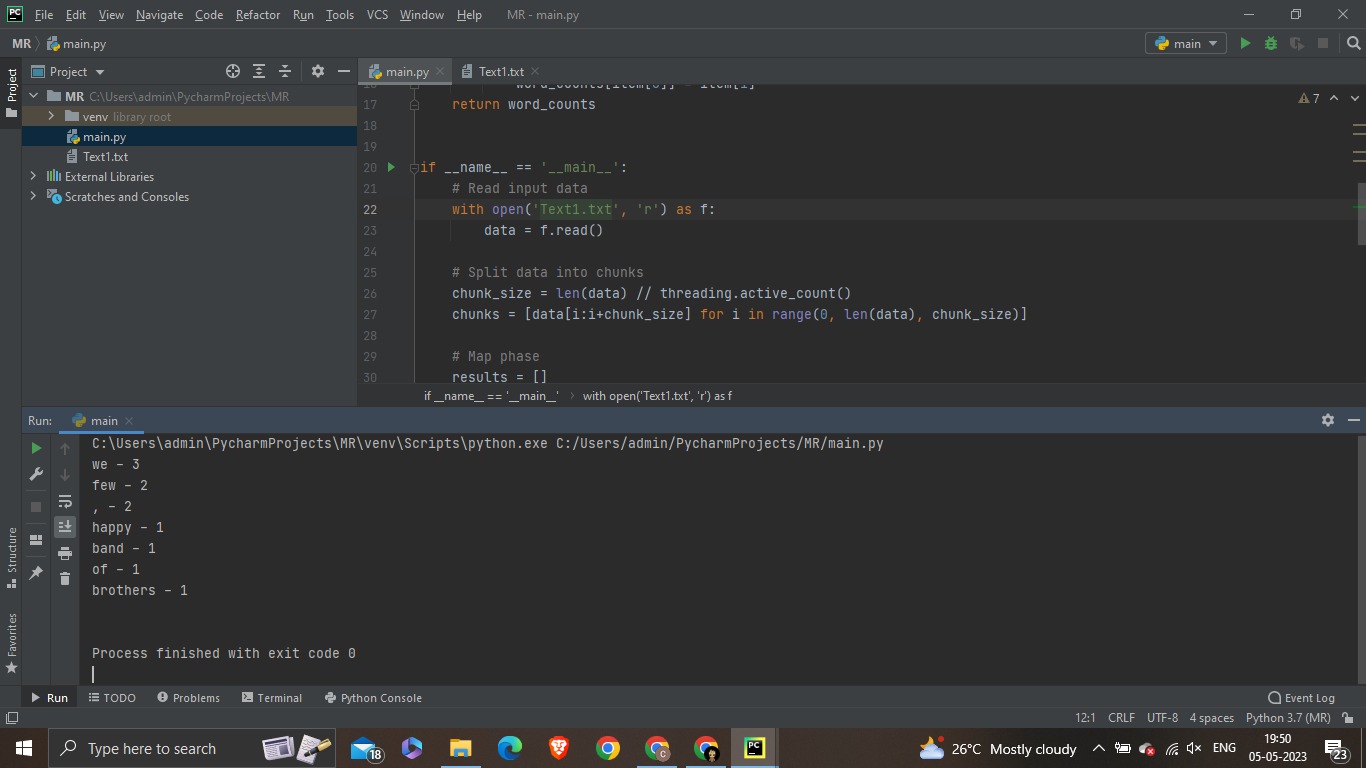 PC File Edit View Navigate Code Refactor Run Tools VCS Window Help MR - main.py
MR main.py main
Project main.py Text1.txt
Project
MR C:\Users\admin\PycharmProjects\MR
venv library root
main.py
Text1.txt
External Libraries
Scratches and Consoles
7
16 word_counts[item[0]] item[1]
17 return word_counts
18
19
20 if __name__ == '__main__':
21 # Read input data
22 with open('Text1.txt', 'r') as f:
23 data = f.read()
24
25 # Split data into chunks
26 chunk_size = len(data) // threading.active_count()
27 chunks = [data[i:i+chunk_size] for i in range(0, len(data), chunk_size)]
28
29 # Map phase
30 results = []
if __name__ == '__main__' with open('Text1.txt', 'r') as f
Run: main
C:\Users\admin\PycharmProjects\MR\venv\Scripts\python.exe C:/Users/admin/PycharmProjects/MR/main.py
we - 3
few - 2
, - 2
happy - 1
band - 1
of - 1
brothers - 1
Process finished with exit code 0
Structure
Favorites
Run TODO Problems Terminal Python Console Event Log
12:1 CRLF UTF-8 4 spaces Python 3.7 (MR)
Type here to search 18 C PC 26°C Mostly cloudy ENG 19:50
05-05-2023 23